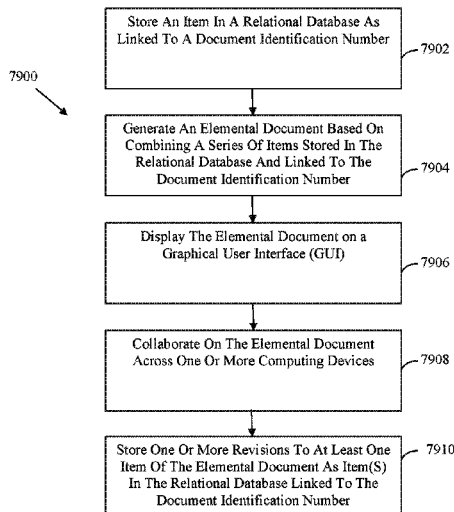 Store An Item In A Relational Database As
Linked To A Document Identification Number
7902
7900
Generate An Elemental Document Based On
Combining A Series Of Items Stored In The
Relational Database And Linked To The
Document Identification Number
7904
Display The Elemental Document on a
Graphical User Interface (GUI)
7906
Collaborate On The Elemental Document
Across One Or More Computing Devices
7908
Store One Or More Revisions To At Least One
Item Of The Elemental Document As Item(S)
In The Relational Database Linked To The
Document Identification Number
7910